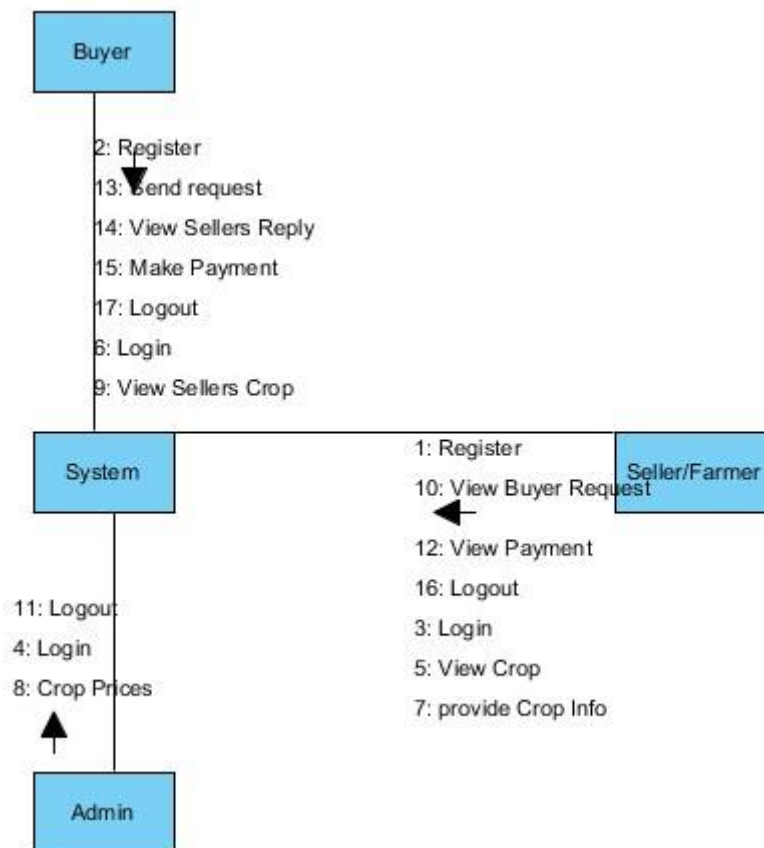 Buyer
2: Register
13: Send request
14: View Sellers Reply
15: Make Payment
17: Logout
6: Login
9: View Sellers Crop
System
Seller/Farmer
1: Register
10: View Buyer Request
12: View Payment
16: Logout
3: Login
5: View Crop
7: provide Crop Info
11: Logout
4: Login
8: Crop Prices
Admin